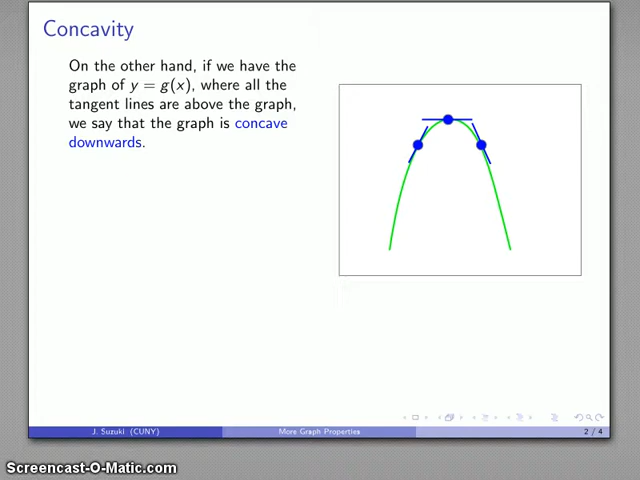 Concavity
On the other hand, if we have the
graph of y = g(x), where all the
tangent lines are above the graph,
we say that the graph is concave
downwards.
J. Suzuki (CUNY)
More Graph Properties
2 / 4
Screencast-O-Matic.com